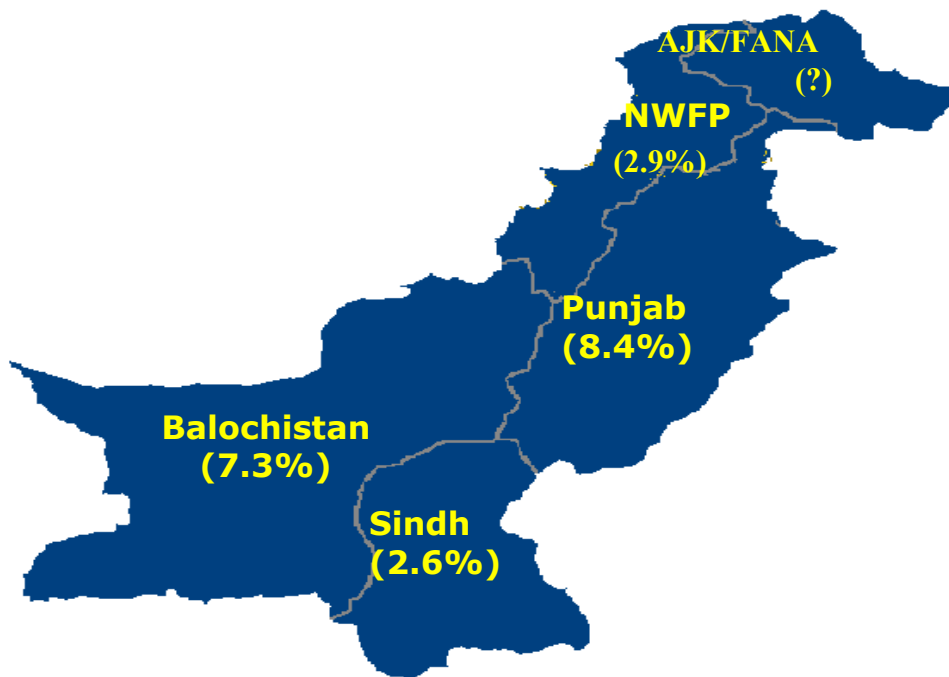 AJK/FANA
(?)
NWFP
(2.9%)
Punjab
(8.4%)
Balochistan
(7.3%)
Sindh
(2.6%)